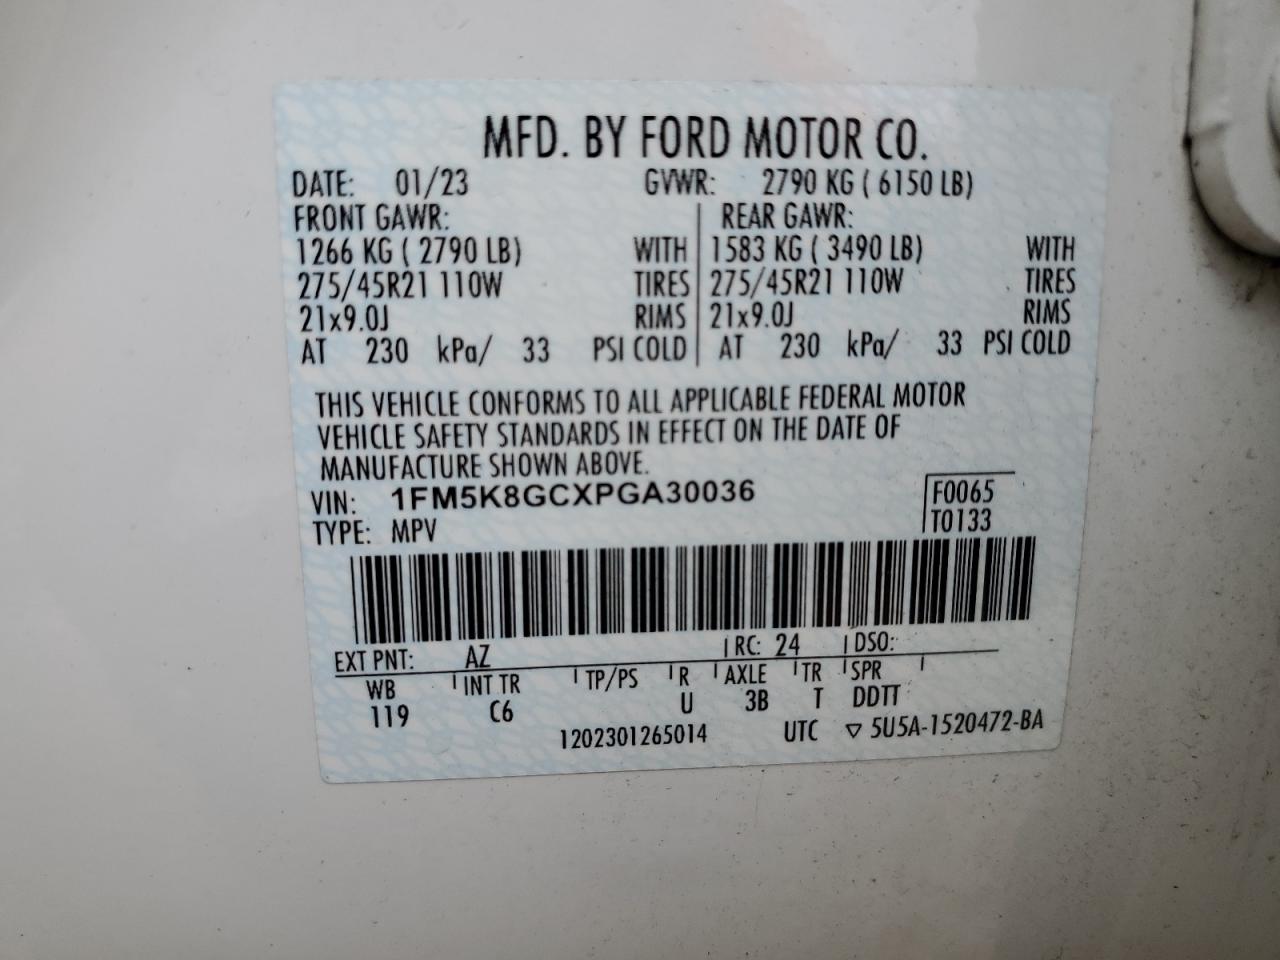 MFD. BY FORD MOTOR CO.
DATE: 01/23 GVWR: 2790 KG ( 6150 LB)
FRONT GAWR: REAR GAWR:
1266 KG ( 2790 LB) WITH 1583 KG ( 3490 LB) WITH
275/45R21 110W TIRES 275/45R21 110W TIRES
21x9.0J RIMS 21x9.0J RIMS
AT 230 kPa/ 33 PSI COLD AT 230 kPa/ 33 PSI COLD
THIS VEHICLE CONFORMS TO ALL APPLICABLE FEDERAL MOTOR
VEHICLE SAFETY STANDARDS IN EFFECT ON THE DATE OF
MANUFACTURE SHOWN ABOVE.
VIN: 1FM5K8GCXPGA30036 F0065
TYPE: MPV T0133
EXT PNT: AZ RC: 24 DSO:
WB INT TR TP/PS R AXLE TR SPR
119 C6 U 3B T DDTT
1202301265014 UTC ▽ 5U5A-1520472-BA